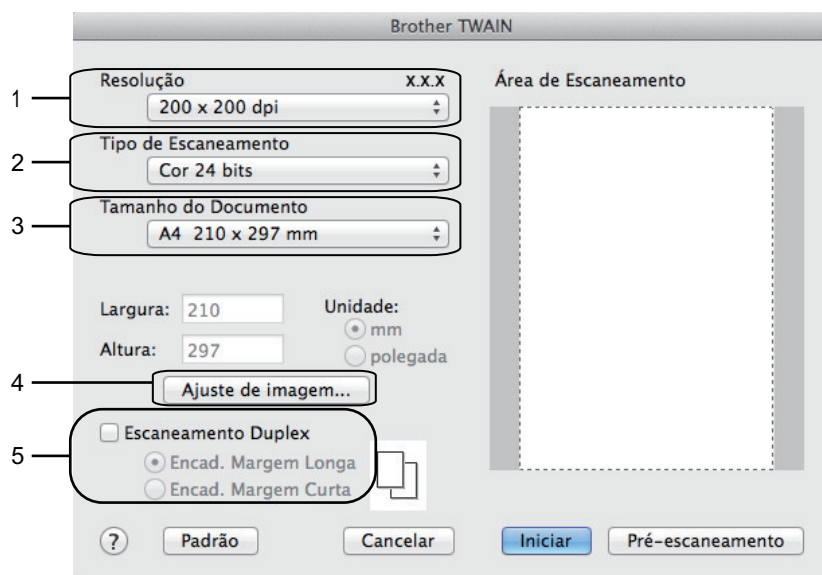 Brother TWAIN
1
Resolução X.X.X
200 x 200 dpi
2
Tipo de Escaneamento
Cor 24 bits
3
Tamanho do Documento
A4 210 x 297 mm
Largura: 210
Altura: 297
Unidade:
mm
polegada
4
Ajuste de imagem...
5
Escaneamento Duplex
Encad. Margem Longa
Encad. Margem Curta
Área de Escaneamento
? Padrão Cancelar Iniciar Pré-escaneamento